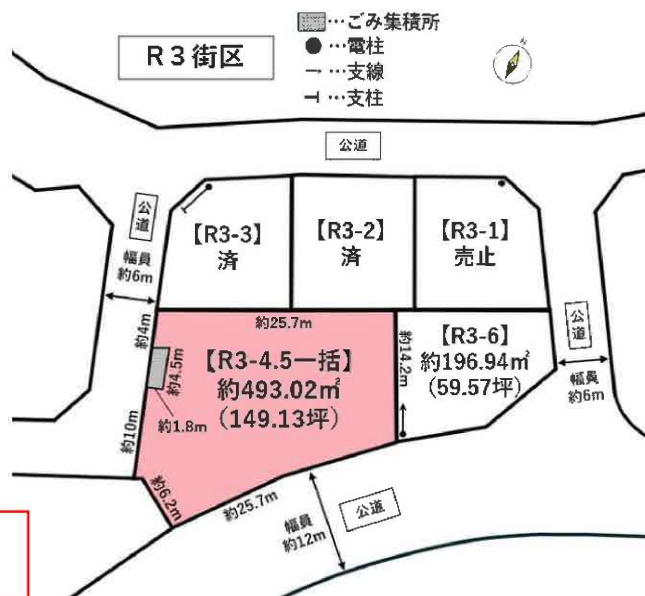 R3街区
…ごみ集積所
…電柱
…支線
…支柱
N
公道
公道
幅員
約6m
【R3-3】
済
【R3-2】
済
【R3-1】
売止
公道
幅員
約6m
約4m
約25.7m
【R3-4.5一括】
約493.02㎡
(149.13坪)
約4.5m
約1.8m
約10m
約6.2m
約25.7m
約14.2m
【R3-6】
約196.94㎡
(59.57坪)
幅員
約12m
公道